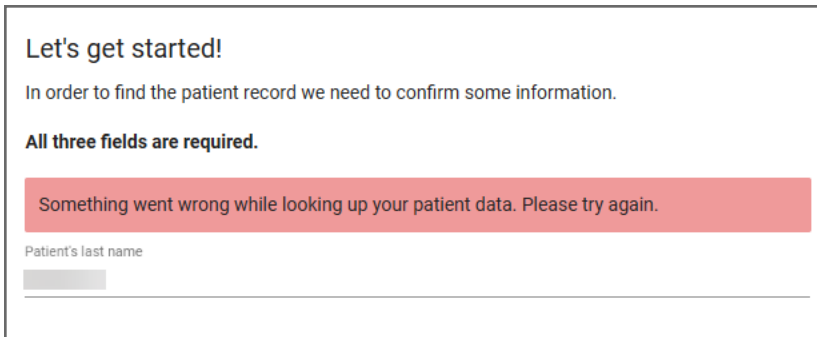 Let's get started!
In order to find the patient record we need to confirm some information.
All three fields are required.
Something went wrong while looking up your patient data. Please try again.
Patient's last name